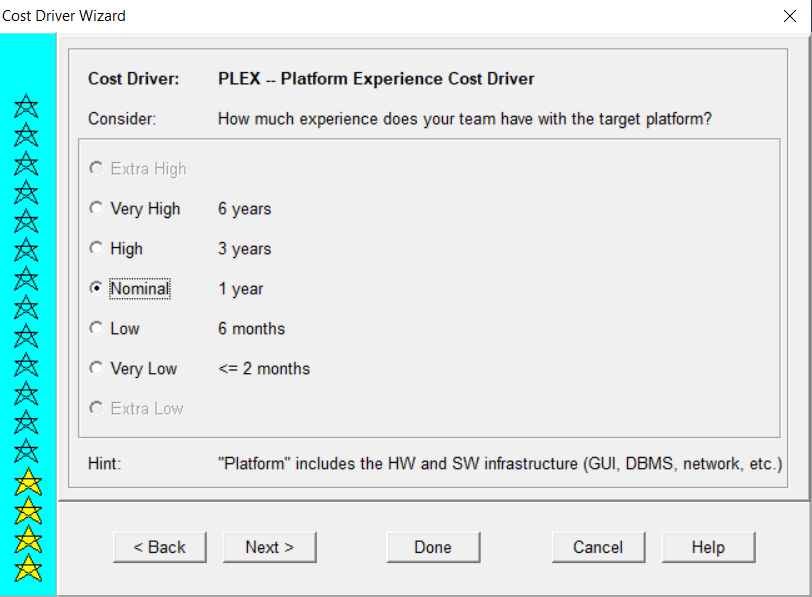 Cost Driver Wizard
Cost Driver: PLEX -- Platform Experience Cost Driver
Consider: How much experience does your team have with the target platform?
Extra High
Very High 6 years
High 3 years
Nominal 1 year
Low 6 months
Very Low <= 2 months
Extra Low
Hint: "Platform" includes the HW and SW infrastructure (GUI, DBMS, network, etc.)
< Back Next > Done Cancel Help